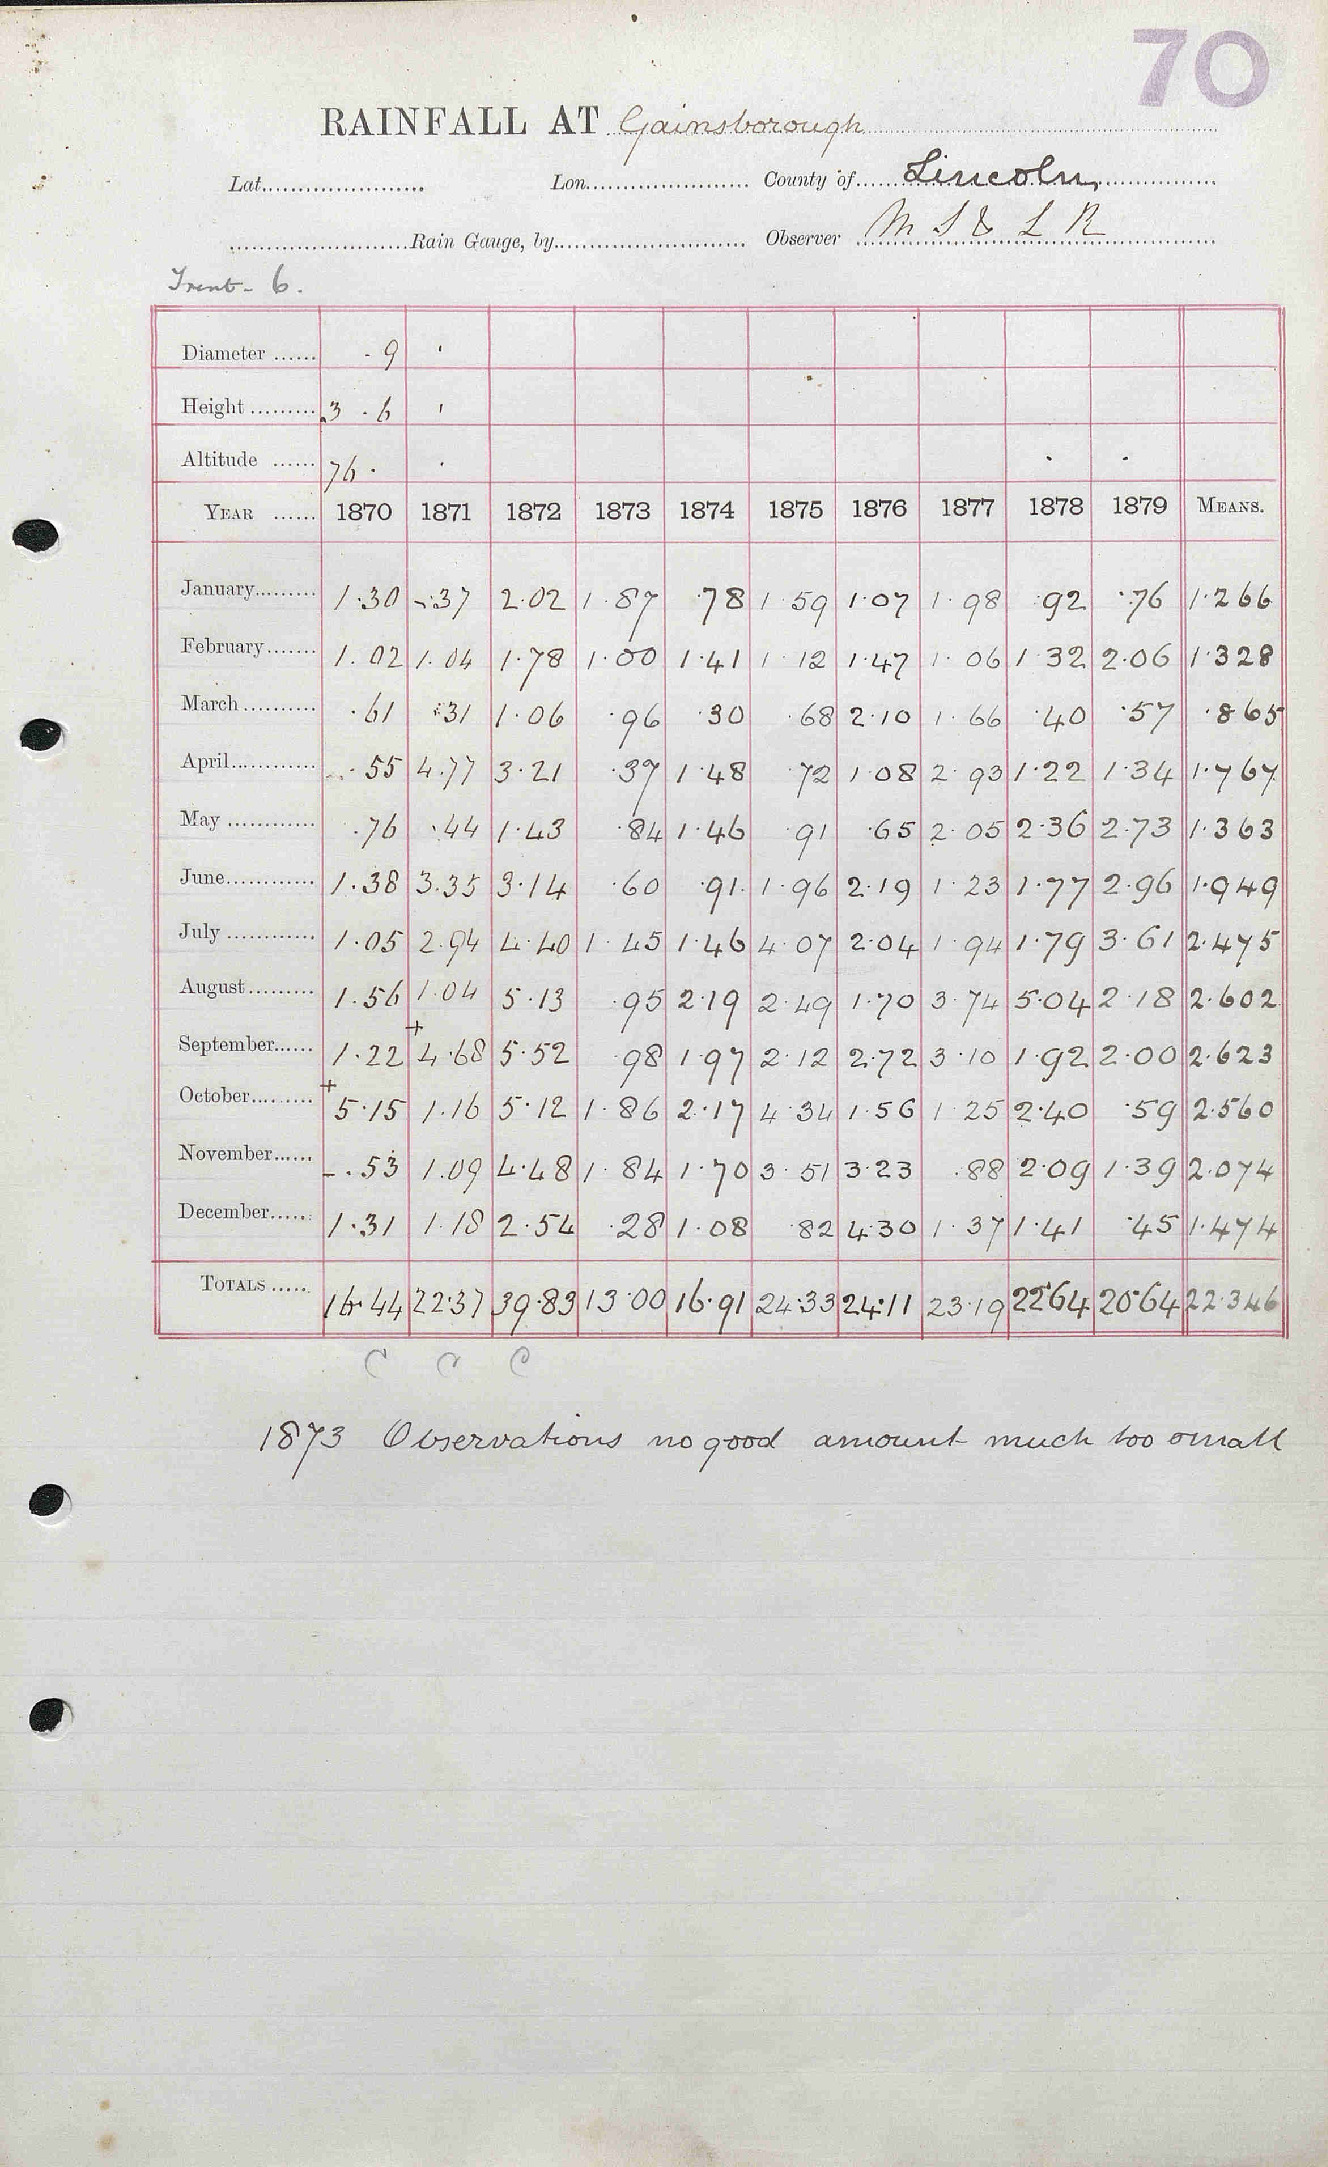 70
RAINFALL AT Gainsborough
Lat. Lon. County of Lincoln
Rain Gauge, by Observer M S & L R
Trent - 6.
Diameter - 9
Height 3 . 6
Altitude 76 .
YEAR 1870 1871 1872 1873 1874 1875 1876 1877 1878 1879 MEANS.
January 1.30 .37 2.02 1.87 .78 1.59 1.07 1.98 .92 .76 1.266
February 1.02 1.04 1.78 1.00 1.41 1.12 1.47 1.06 1.32 2.06 1.328
March .61 .31 1.06 .96 .30 .68 2.10 1.66 .40 .57 .865
April .55 4.77 3.21 .37 1.48 .72 1.08 2.93 1.22 1.34 1.767
May .76 .44 1.43 .84 1.46 .91 .65 2.05 2.36 2.73 1.363
June 1.38 3.35 3.14 .60 .91 1.96 2.19 1.23 1.77 2.96 1.949
July 1.05 2.94 4.40 1.45 1.46 4.07 2.04 1.94 1.79 3.61 2.475
August 1.56 1.04 5.13 .95 2.19 2.49 1.70 3.74 5.04 2.18 2.602
September 1.22 +4.68 5.52 .98 1.97 2.12 2.72 3.10 1.92 2.00 2.623
October +5.15 1.16 5.12 1.86 2.17 4.34 1.56 1.25 2.40 .59 2.560
November .53 1.09 4.48 1.84 1.70 3.51 3.23 .88 2.09 1.39 2.074
December 1.31 1.18 2.54 .28 1.08 .82 4.30 1.37 1.41 .45 1.474
TOTALS 16.44 22.37 39.83 13.00 16.91 24.33 24.11 23.19 22.64 20.64 22.346
C C C
1873 Observations no good amount much too small